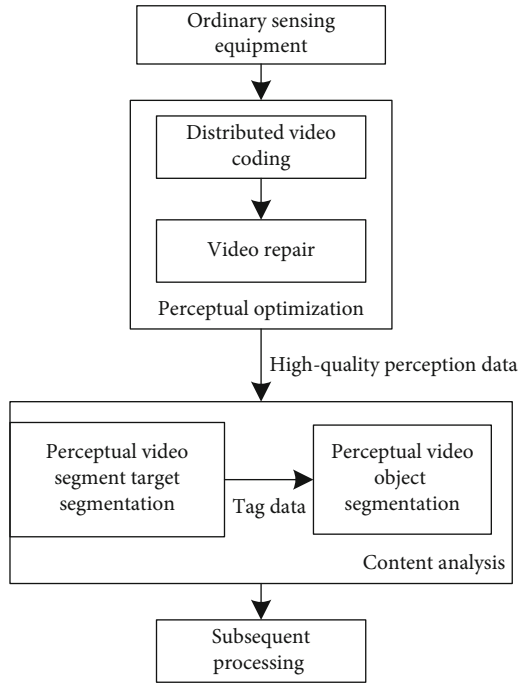 Ordinary sensing
equipment
Distributed video
coding
Video repair
Perceptual optimization
High-quality perception data
Perceptual video
segment target
segmentation
Tag data
Perceptual video
object
segmentation
Content analysis
Subsequent
processing